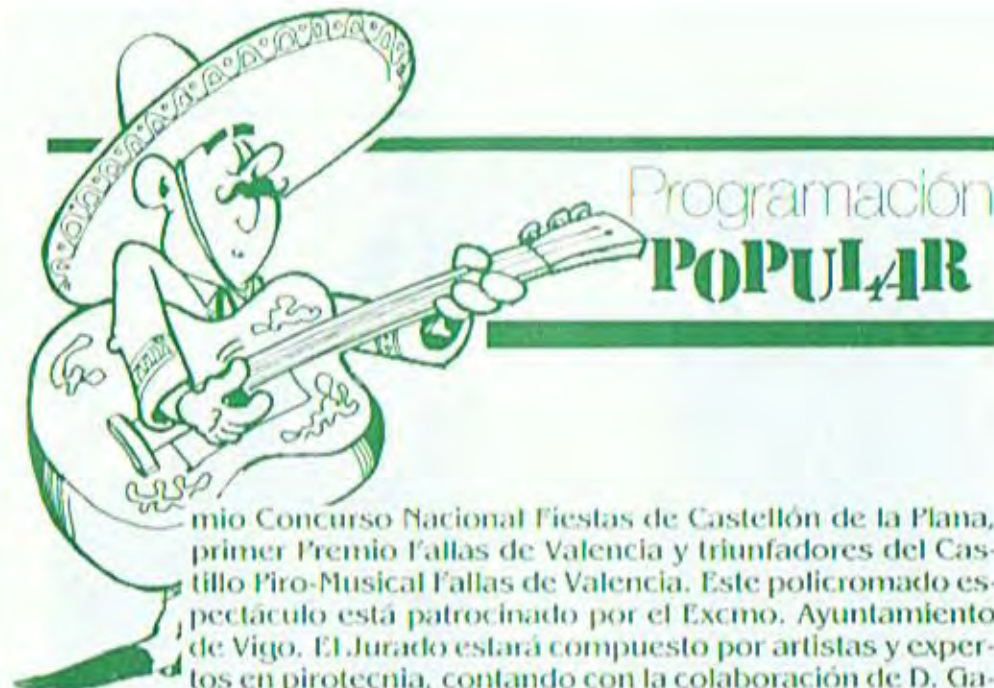 Programación
POPULAR
mio Concurso Nacional Fiestas de Castellón de la Plana,
primer Premio Fallas de Valencia y triunfadores del Cas-
tillo Piro-Musical Fallas de Valencia. Este policromado es-
pectáculo está patrocinado por el Excmo. Ayuntamiento
de Vigo. El Jurado estará compuesto por artistas y exper-
tos en pirotecnia, contando con la colaboración de D. Ga-